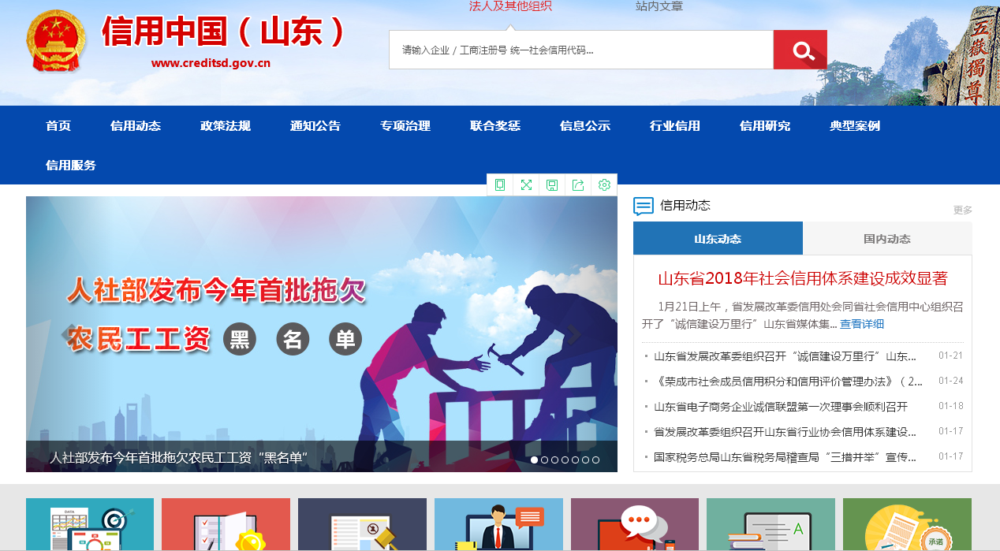 法人及其他组织
站内文章
信用中国（山东）
www.creditsd.gov.cn
请输入企业 / 工商注册号 统一社会信用代码...
五嶽獨尊
首页
信用动态
政策法规
通知公告
专项治理
联合奖惩
信息公示
行业信用
信用研究
典型案例
信用服务
人社部发布今年首批拖欠
农民工工资 黑 名 单
人社部发布今年首批拖欠农民工工资“黑名单”
信用动态
更多
山东动态
国内动态
山东省2018年社会信用体系建设成效显著
1月21日上午，省发展改革委信用处会同省社会信用中心组织召
开了“诚信建设万里行”山东省媒体集... 查看详细
山东省发展改革委组织召开“诚信建设万里行”山东... 01-21
《荣成市社会成员信用积分和信用评价管理办法》（2... 01-24
山东省电子商务企业诚信联盟第一次理事会顺利召开 01-18
省发展改革委组织召开山东省行业协会信用体系建设... 01-17
国家税务总局山东省税务局稽查局“三措并举”宣传... 01-17
DATA
A
承诺